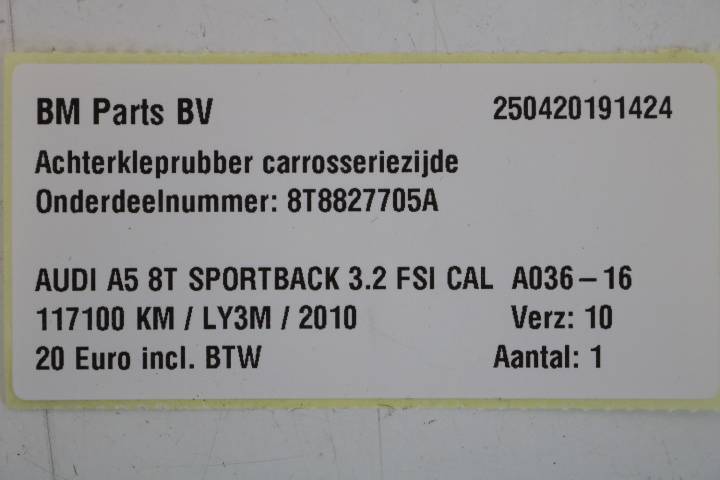 BM Parts BV 250420191424
Achterkleprubber carrosseriezijde
Onderdeelnummer: 8T8827705A
AUDI A5 8T SPORTBACK 3.2 FSI CAL A036-16
117100 KM / LY3M / 2010 Verz: 10
20 Euro incl. BTW Aantal: 1